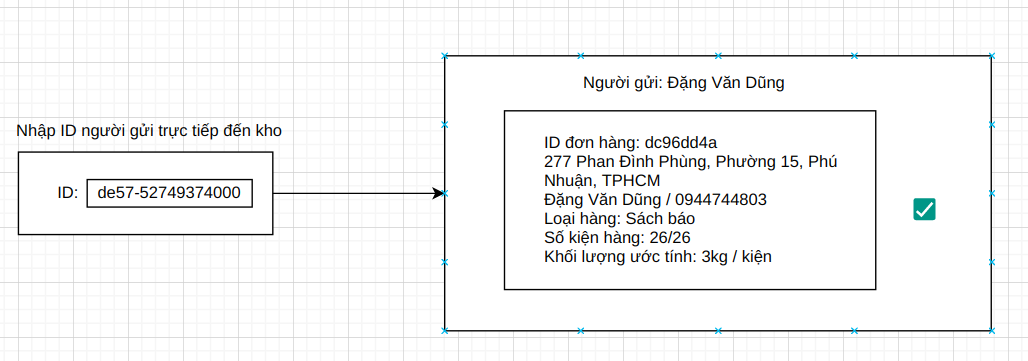 Nhập ID người gửi trực tiếp đến kho
ID: de57-52749374000
Người gửi: Đặng Văn Dũng
ID đơn hàng: dc96dd4a
277 Phan Đình Phùng, Phường 15, Phú
Nhuận, TPHCM
Đặng Văn Dũng / 0944744803
Loại hàng: Sách báo
Số kiện hàng: 26/26
Khối lượng ước tính: 3kg / kiện